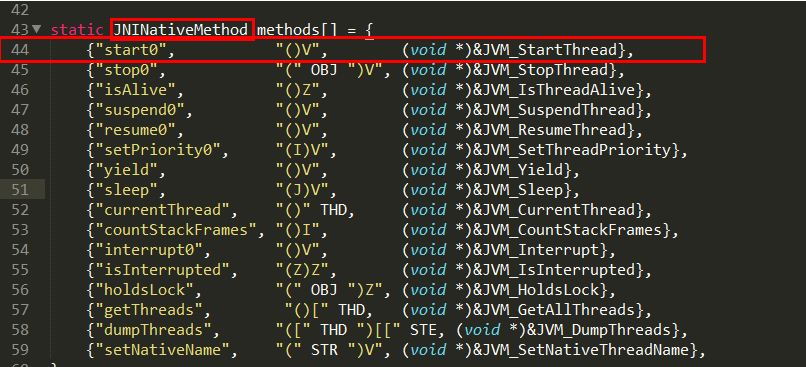 42
43 static JNINativeMethod methods[] = {
44 {"start0", "()V", (void *)&JVM_StartThread},
45 {"stop0", "(" OBJ ")V", (void *)&JVM_StopThread},
46 {"isAlive", "()Z", (void *)&JVM_IsThreadAlive},
47 {"suspend0", "()V", (void *)&JVM_SuspendThread},
48 {"resume0", "()V", (void *)&JVM_ResumeThread},
49 {"setPriority0", "(I)V", (void *)&JVM_SetThreadPriority},
50 {"yield", "()V", (void *)&JVM_Yield},
51 {"sleep", "(J)V", (void *)&JVM_Sleep},
52 {"currentThread", "()" THD, (void *)&JVM_CurrentThread},
53 {"countStackFrames", "()I", (void *)&JVM_CountStackFrames},
54 {"interrupt0", "()V", (void *)&JVM_Interrupt},
55 {"isInterrupted", "(Z)Z", (void *)&JVM_IsInterrupted},
56 {"holdsLock", "(" OBJ ")Z", (void *)&JVM_HoldsLock},
57 {"getThreads", "()[" THD, (void *)&JVM_GetAllThreads},
58 {"dumpThreads", "([" THD ")[[" STE, (void *)&JVM_DumpThreads},
59 {"setNativeName", "(" STR ")V", (void *)&JVM_SetNativeThreadName},